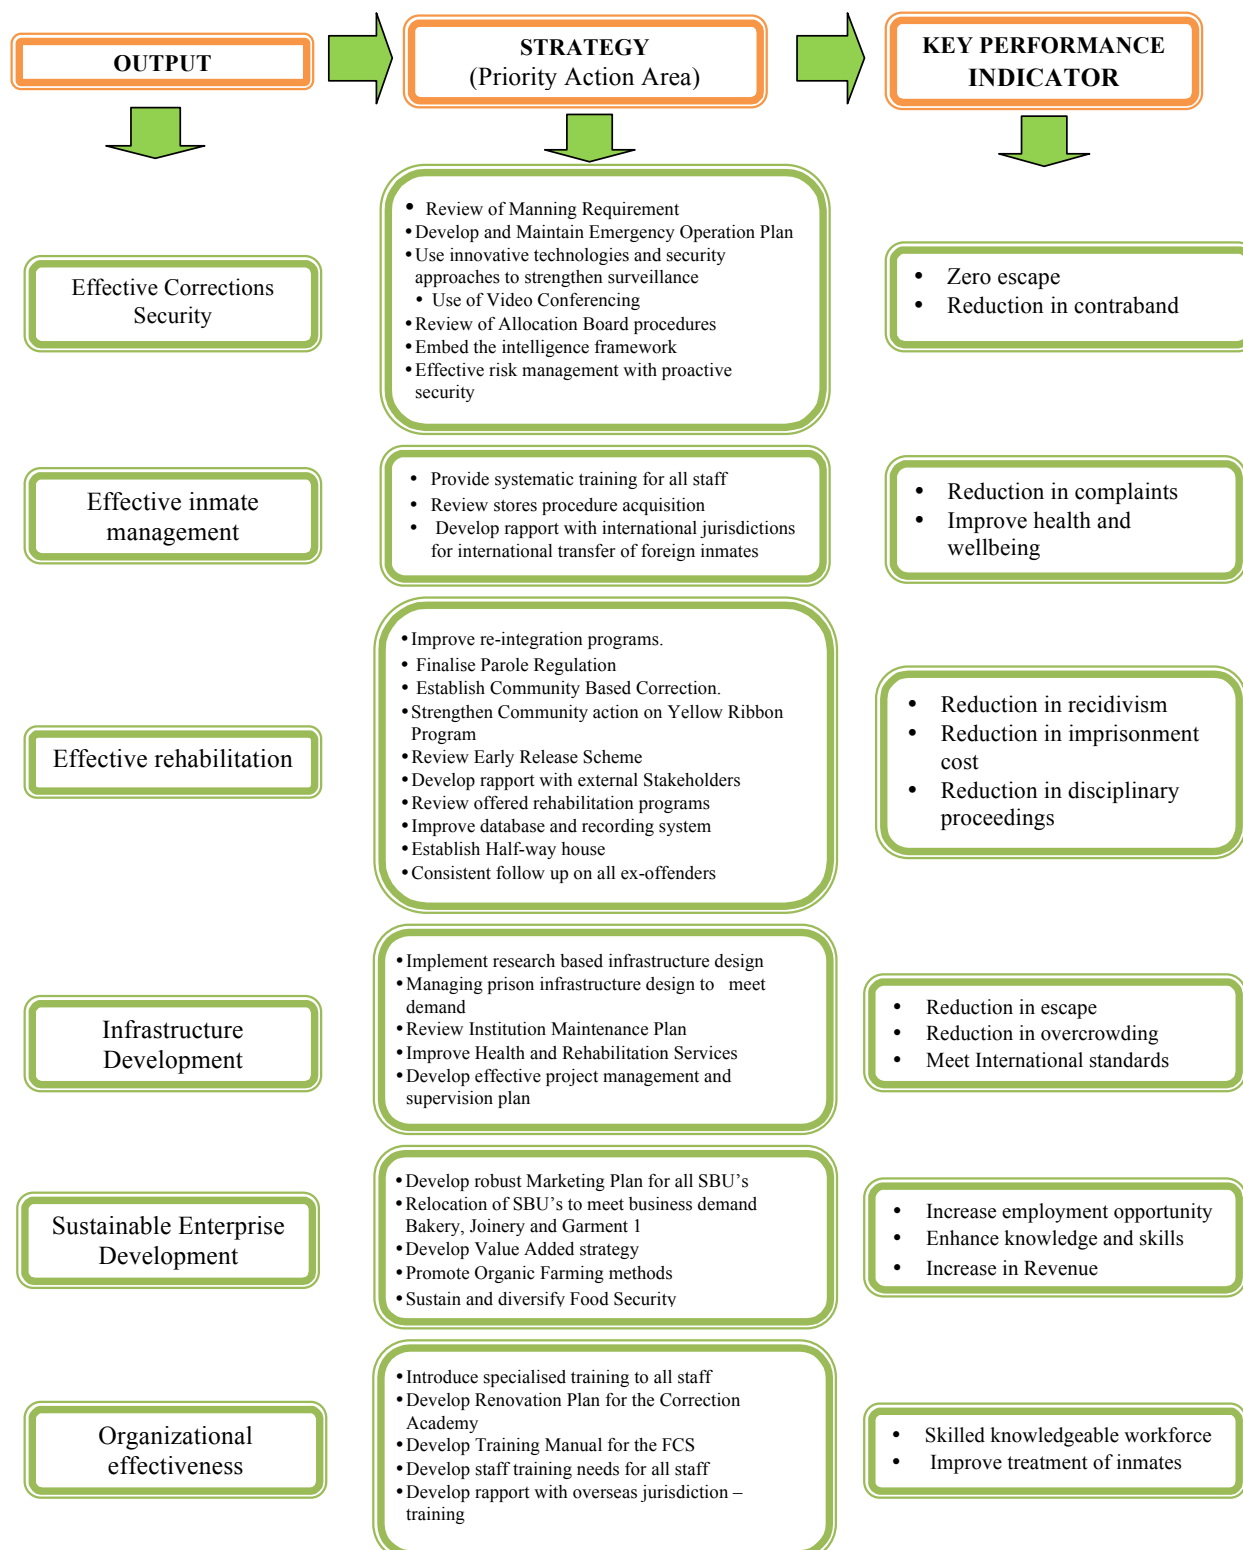 OUTPUT
STRATEGY
(Priority Action Area)
KEY PERFORMANCE
INDICATOR
Effective Corrections
Security
• Review of Manning Requirement
• Develop and Maintain Emergency Operation Plan
• Use innovative technologies and security
approaches to strengthen surveillance
• Use of Video Conferencing
• Review of Allocation Board procedures
• Embed the intelligence framework
• Effective risk management with proactive
security
• Zero escape
• Reduction in contraband
Effective inmate
management
• Provide systematic training for all staff
• Review stores procedure acquisition
• Develop rapport with international jurisdictions
for international transfer of foreign inmates
• Reduction in complaints
• Improve health and
wellbeing
Effective rehabilitation
• Improve re-integration programs.
• Finalise Parole Regulation
• Establish Community Based Correction.
• Strengthen Community action on Yellow Ribbon
Program
• Review Early Release Scheme
• Develop rapport with external Stakeholders
• Review offered rehabilitation programs
• Improve database and recording system
• Establish Half-way house
• Consistent follow up on all ex-offenders
• Reduction in recidivism
• Reduction in imprisonment
cost
• Reduction in disciplinary
proceedings
Infrastructure
Development
• Implement research based infrastructure design
• Managing prison infrastructure design to meet
demand
• Review Institution Maintenance Plan
• Improve Health and Rehabilitation Services
• Develop effective project management and
supervision plan
• Reduction in escape
• Reduction in overcrowding
• Meet International standards
Sustainable Enterprise
Development
• Develop robust Marketing Plan for all SBU’s
• Relocation of SBU’s to meet business demand
Bakery, Joinery and Garment 1
• Develop Value Added strategy
• Promote Organic Farming methods
• Sustain and diversify Food Security
• Increase employment opportunity
• Enhance knowledge and skills
• Increase in Revenue
Organizational
effectiveness
• Introduce specialised training to all staff
• Develop Renovation Plan for the Correction
Academy
• Develop Training Manual for the FCS
• Develop staff training needs for all staff
• Develop rapport with overseas jurisdiction –
training
• Skilled knowledgeable workforce
• Improve treatment of inmates